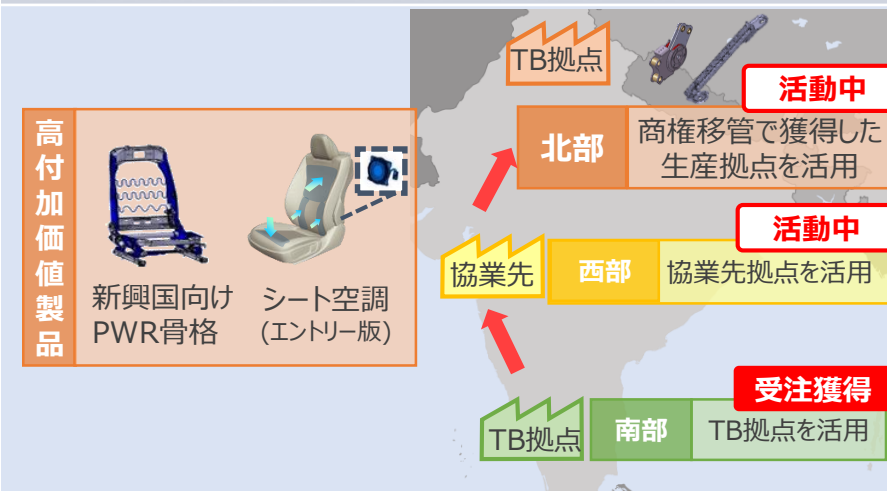 高付加価値製品
新興国向け
PWR骨格
シート空調
(エントリー版)
TB拠点
活動中
北部
商権移管で獲得した
生産拠点を活用
活動中
協業先
西部
協業先拠点を活用
受注獲得
TB拠点
南部
TB拠点を活用